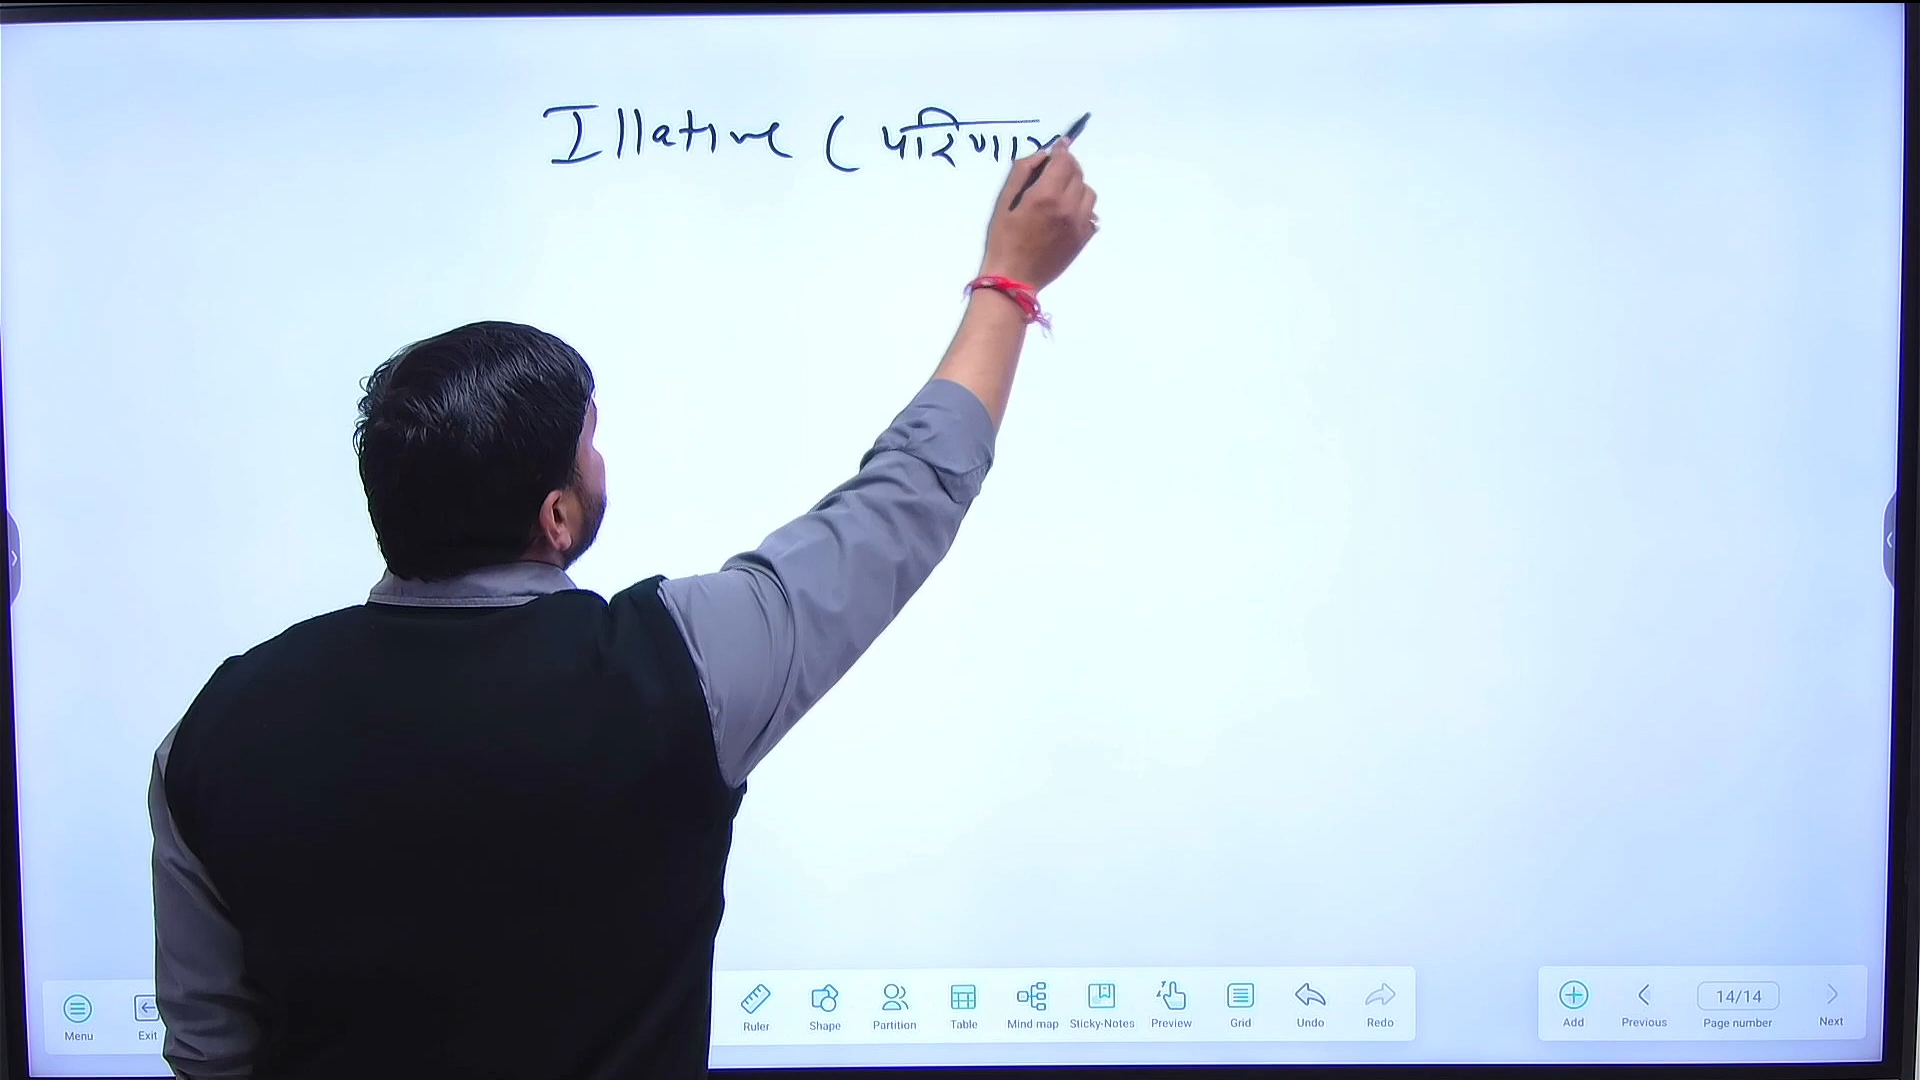 Illative ( परिणाम
Menu
Exit
Ruler
Shape
Partition
Table
Mind map
Sticky-Notes
Preview
Grid
Undo
Redo
Add
Previous
14/14
Page number
Next